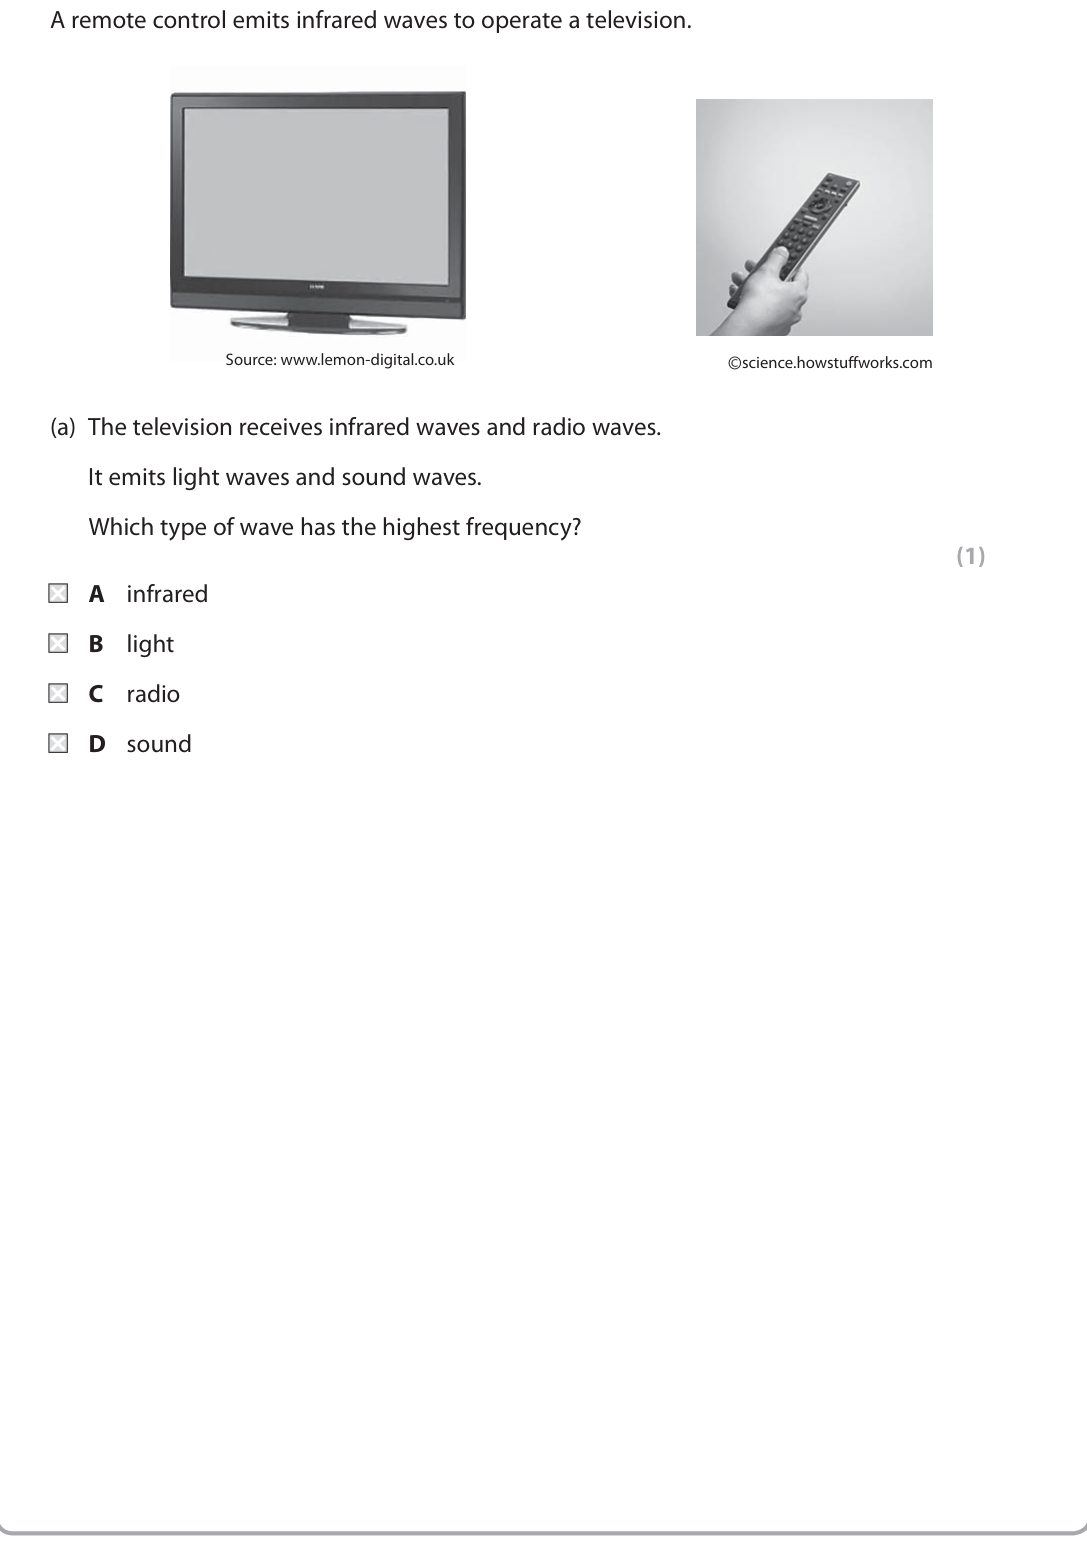 A remote control emits infrared waves to operate a television.
Source: www.lemon-digital.co.uk
©science.howstuffworks.com
(a) The television receives infrared waves and radio waves.
It emits light waves and sound waves.
Which type of wave has the highest frequency?
(1)
A infrared
B light
C radio
D sound